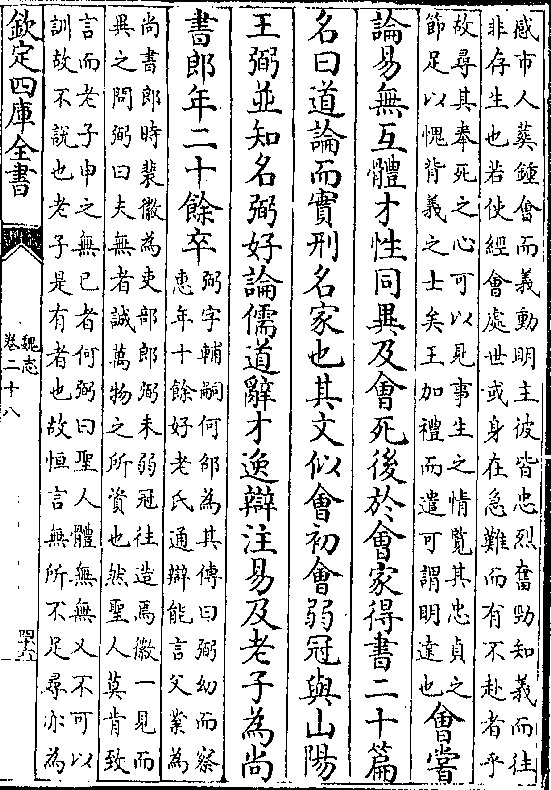 感市人葬鍾會而義動明主彼皆忠烈奮勁知義而往
非存生也若使經會處世或身在急難而有不赴者乎
故尋其奉死之心可以見事生之情覧其忠貞之
節足以愧背義之士矣王加禮而遣可謂明達也
會嘗
論易無互體才性同異及會死後於會家得書二十篇
名曰道論而實刑名家也其文似會初會弱冠與山陽
王弼並知名弼好論儒道辭才逸辯注易及老子為尚
書郎年二十餘卒
弼字輔嗣何邵為其傳曰弼幼而察
惠年十餘好老氏通辯能言父業為
尚書郎時裴徽為吏部郎弼未弱冠往造焉徽一見而
異之問弼曰夫無者誠萬物之所資也然聖人莫肯致
言而老子申之無已者何弼曰聖人體無無又不可以
訓故不說也老子是有者也故恒言無所不足尋亦為
欽定四庫全書
魏志
卷二十八